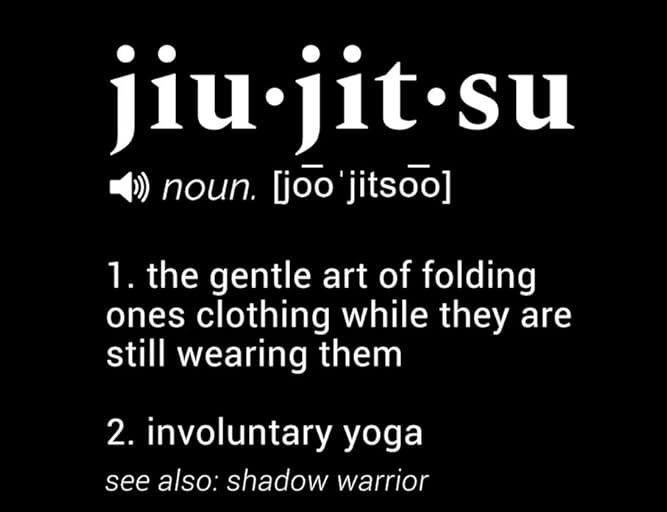 jiu·jit·su
noun. [jo͞o ˈjitso͞o]
1. the gentle art of folding
ones clothing while they are
still wearing them
2. involuntary yoga
see also: shadow warrior